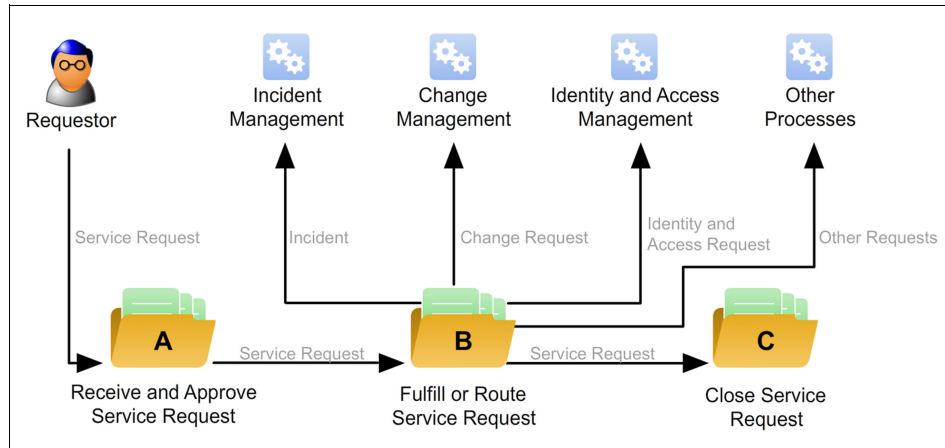 Requestor
Incident
Management
Change
Management
Identity and Access
Management
Other
Processes
Service Request
Incident
Change Request
Identity and
Access Request
Other Requests
A
Service Request
B
Service Request
C
Receive and Approve
Service Request
Fulfill or Route
Service Request
Close Service
Request